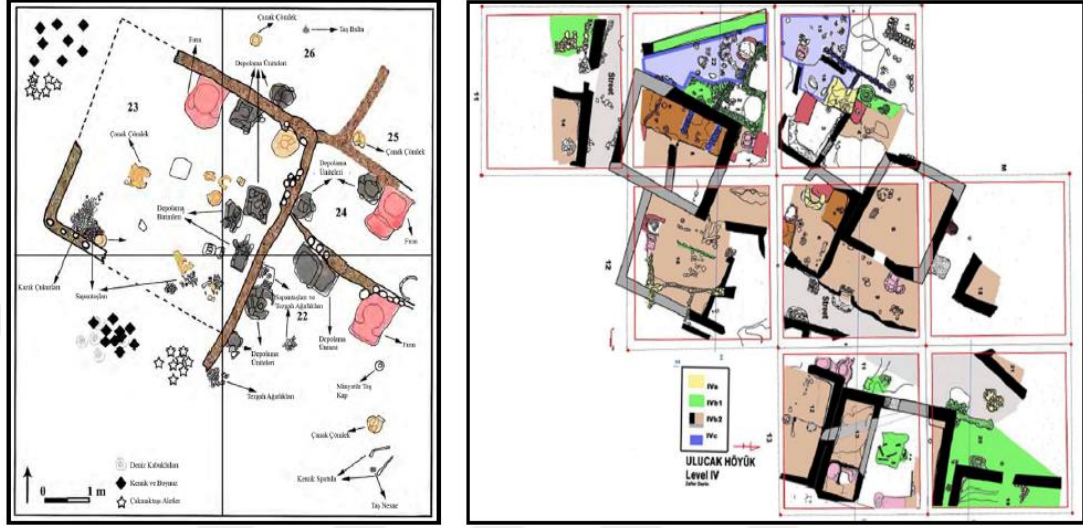 Çanak Çömlek
Taş Balta
26
Fırın
Depolama Üniteleri
23
Çanak Çömlek
25
Çanak Çömlek
Depolama
Üniteleri
Depolama
Birimleri
24
Fırın
Kazık Çukurları
Sapantaşları
Sapantaşları ve
Tezgah Ağırlıkları
22
Depolama
Ünitesi
Fırın
Depolama
Üniteleri
Tezgah Ağırlıkları
Minyatür Taş
Kap
Çanak Çömlek
Kemik Spatula
Taş Nesne
Deniz Kabukluları
Kemik ve Boynuz
Çakmaktaşı Aletler
0 1 m
Street
11
M
12
Street
13
IVa
IVb1
IVb2
IVc
ULUCAK HÖYÜK
Level IV